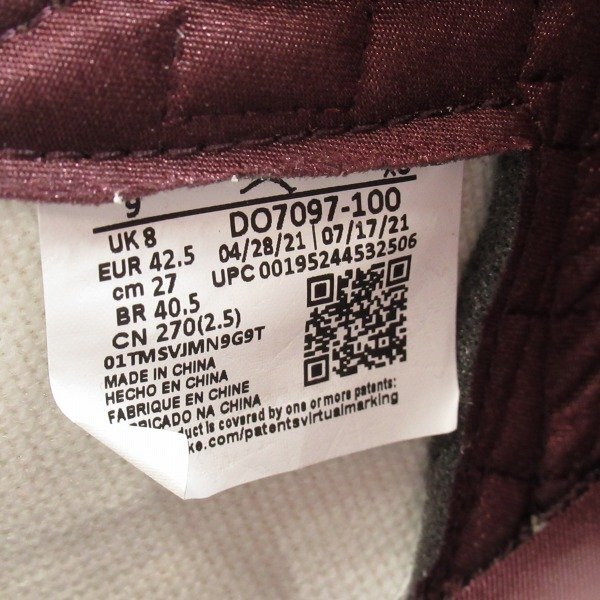 9
UK 8
EUR 42.5
cm 27
BR 40.5
CN 270(2.5)
01TMSVJMN9G9T
MADE IN CHINA
HECHO EN CHINA
FABRIQUE EN CHINE
FABRICADO NA CHINA
DO7097-100
04/28/21 | 07/17/21
UPC 00195244532506
is covered by one or more patents:
ke.com/patentsvirtualmarking